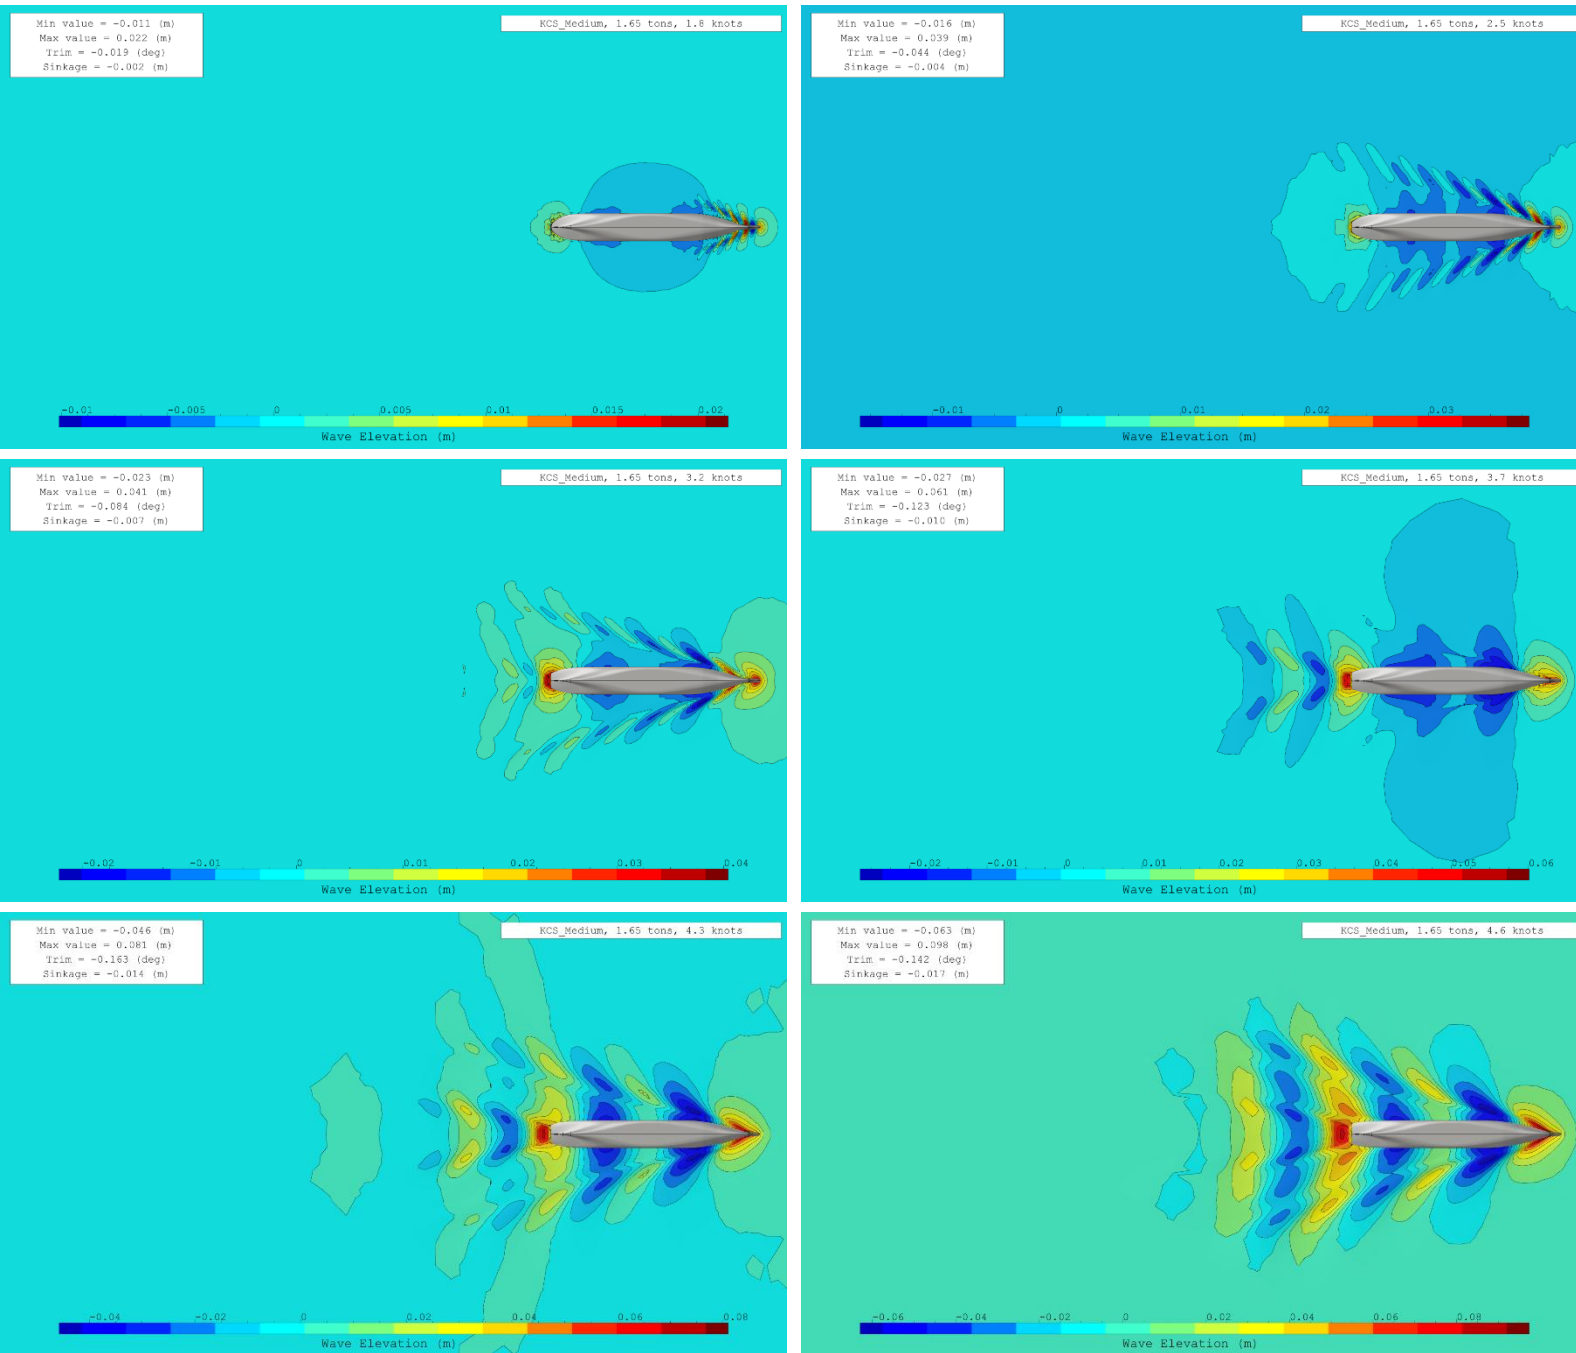 Min value = -0.011 (m)
Max value = 0.022 (m)
Trim = -0.019 (deg)
Sinkage = -0.002 (m)
KCS_Medium, 1.65 tons, 1.8 knots
-0.01 -0.005 0 0.005 0.01 0.015 0.02
Wave Elevation (m)
Min value = -0.016 (m)
Max value = 0.039 (m)
Trim = -0.044 (deg)
Sinkage = -0.004 (m)
KCS_Medium, 1.65 tons, 2.5 knots
-0.01 0 0.01 0.02 0.03
Wave Elevation (m)
Min value = -0.023 (m)
Max value = 0.041 (m)
Trim = -0.084 (deg)
Sinkage = -0.007 (m)
KCS_Medium, 1.65 tons, 3.2 knots
-0.02 -0.01 0 0.01 0.02 0.03 0.04
Wave Elevation (m)
Min value = -0.027 (m)
Max value = 0.061 (m)
Trim = -0.123 (deg)
Sinkage = -0.010 (m)
KCS_Medium, 1.65 tons, 3.7 knots
-0.02 -0.01 0 0.01 0.02 0.03 0.04 0.05 0.06
Wave Elevation (m)
Min value = -0.046 (m)
Max value = 0.081 (m)
Trim = -0.163 (deg)
Sinkage = -0.014 (m)
KCS_Medium, 1.65 tons, 4.3 knots
-0.04 -0.02 0 0.02 0.04 0.06 0.08
Wave Elevation (m)
Min value = -0.063 (m)
Max value = 0.098 (m)
Trim = -0.142 (deg)
Sinkage = -0.017 (m)
KCS_Medium, 1.65 tons, 4.6 knots
-0.06 -0.04 -0.02 0 0.02 0.04 0.06 0.08
Wave Elevation (m)